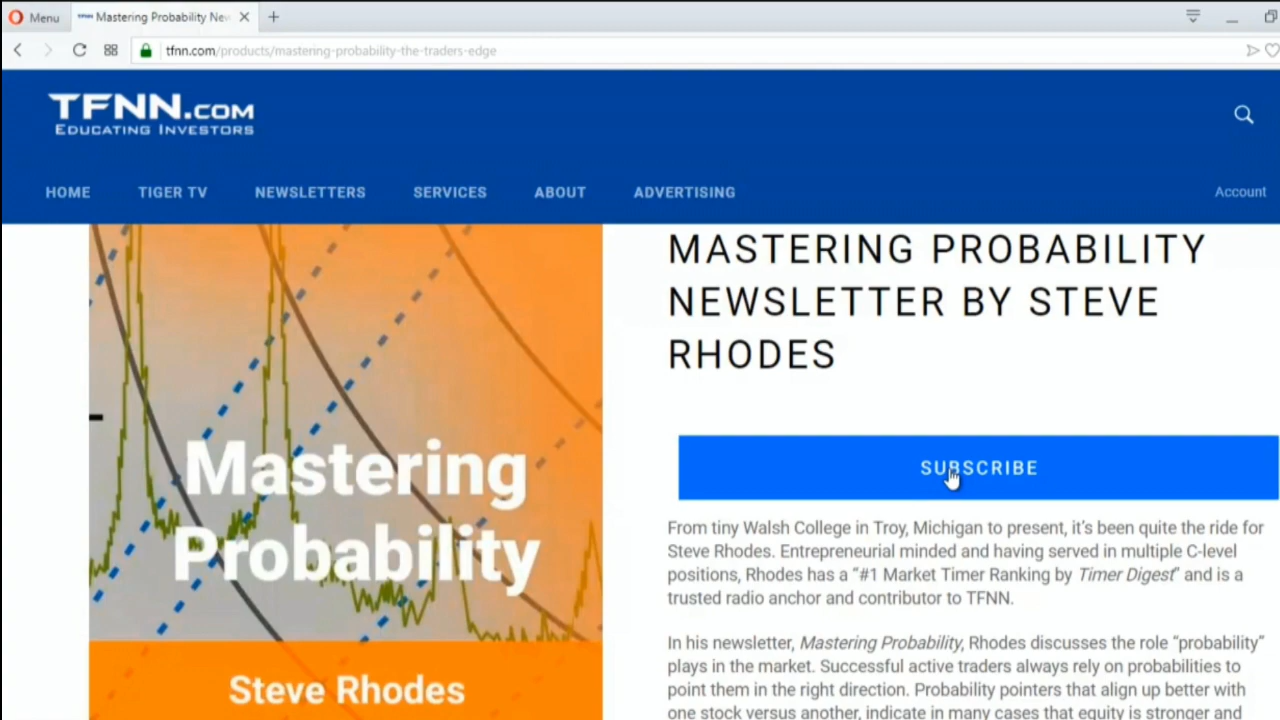 Menu
Mastering Probability New
tfnn.com/products/mastering-probability-the-traders-edge
TFNN.COM
EDUCATING INVESTORS
HOME TIGER TV NEWSLETTERS SERVICES ABOUT ADVERTISING Account
Mastering
Probability
Steve Rhodes
MASTERING PROBABILITY
NEWSLETTER BY STEVE
RHODES
SUBSCRIBE
From tiny Walsh College in Troy, Michigan to present, it's been quite the ride for
Steve Rhodes. Entrepreneurial minded and having served in multiple C-level
positions, Rhodes has a “#1 Market Timer Ranking by Timer Digest” and is a
trusted radio anchor and contributor to TFNN.
In his newsletter, Mastering Probability, Rhodes discusses the role “probability”
plays in the market. Successful active traders always rely on probabilities to
point them in the right direction. Probability pointers that align up better with
one stock versus another, indicate in many cases that equity is stronger and